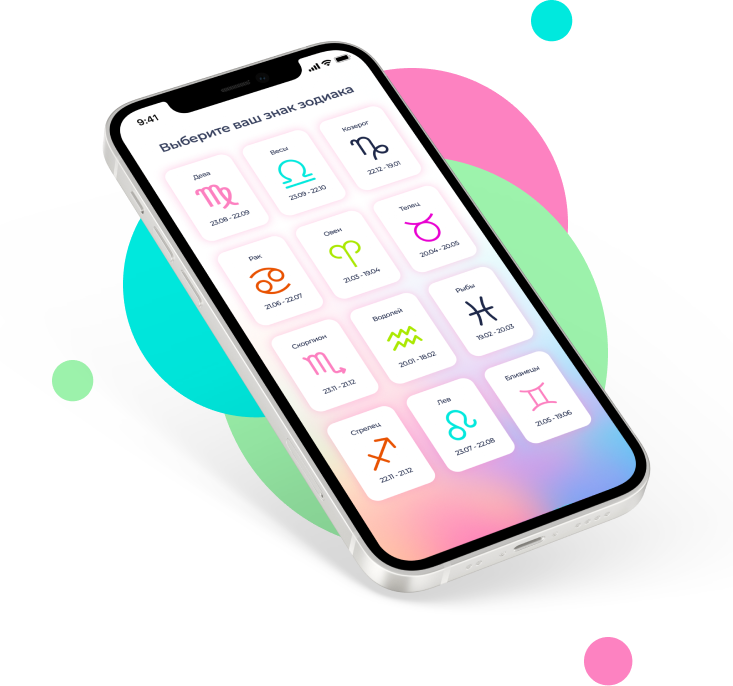 9:41
Выберите ваш знак зодиака
Дева
23.08 - 22.09
Весы
23.09 - 22.10
Козерог
22.12 - 19.01
Рак
21.06 - 22.07
Овен
21.03 - 19.04
Телец
20.04 - 20.05
Скорпион
23.11 - 21.12
Водолей
20.01 - 18.02
Рыбы
19.02 - 20.03
Стрелец
22.11 - 21.12
Лев
23.07 - 22.08
Близнецы
21.05 - 19.06